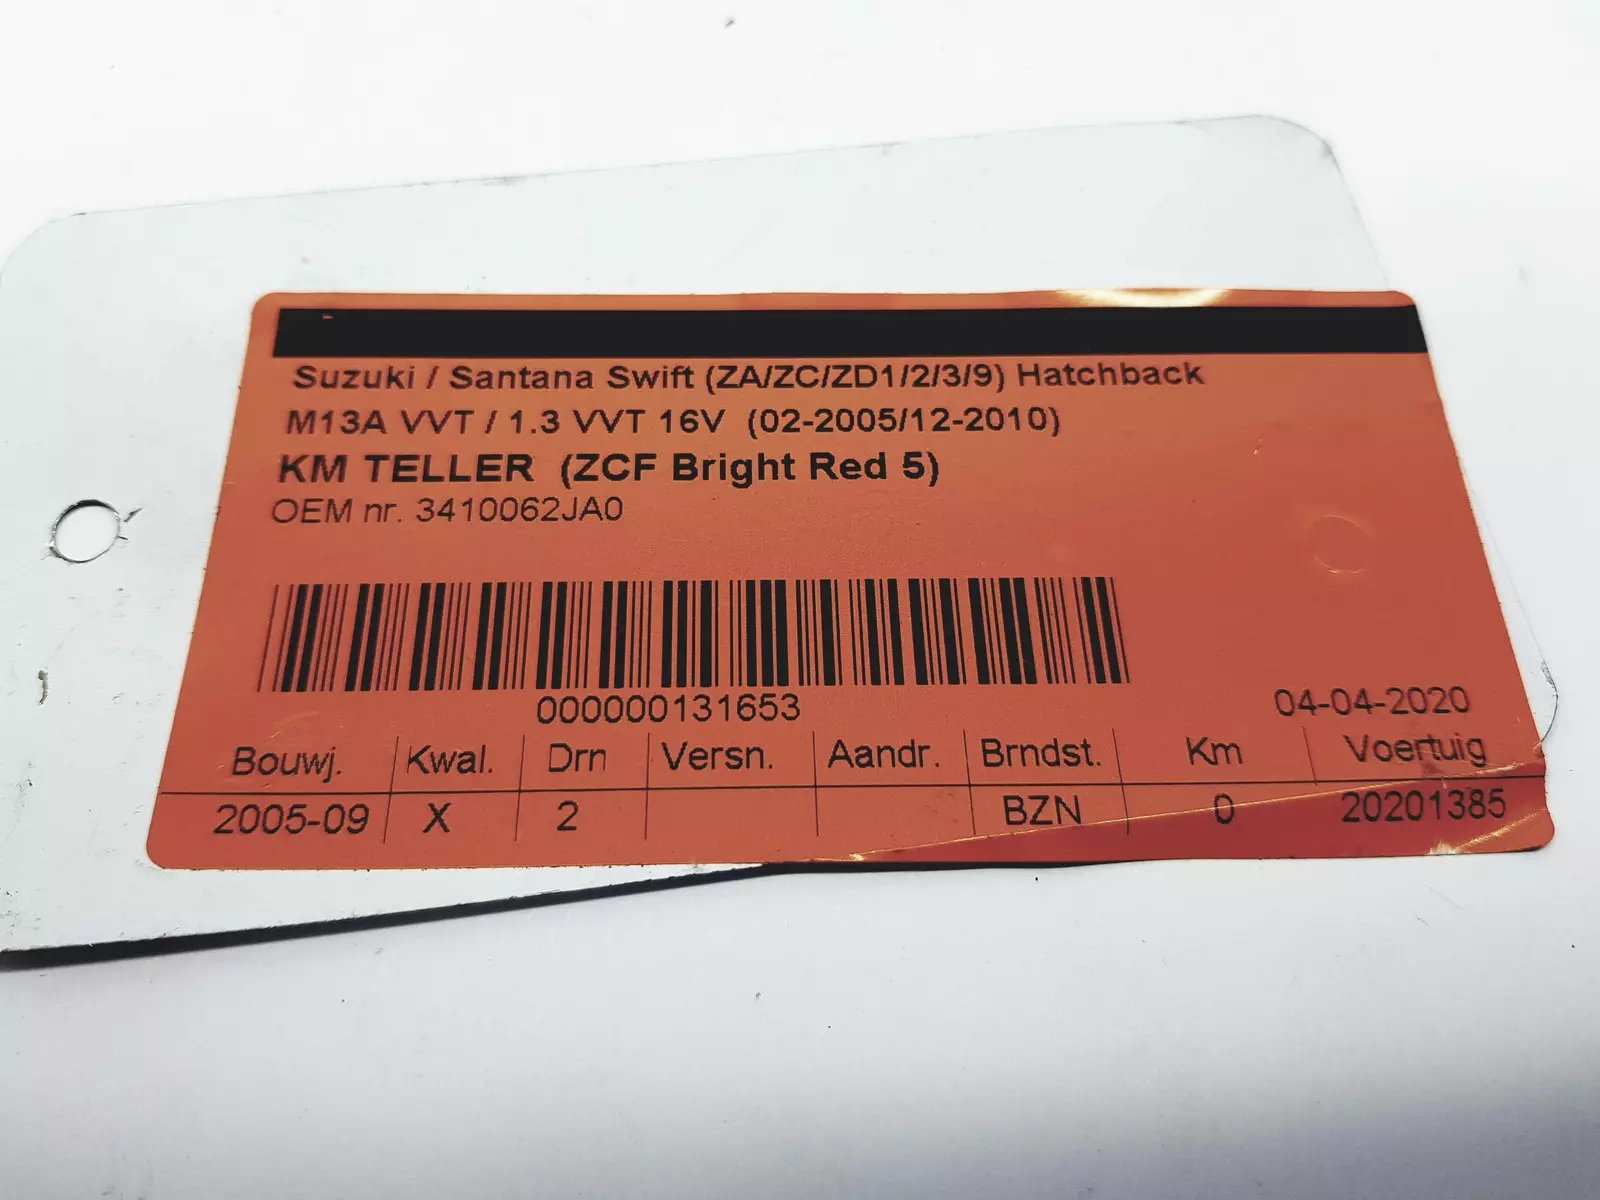 Suzuki / Santana Swift (ZA/ZC/ZD1/2/3/9) Hatchback
M13A VVT / 1.3 VVT 16V (02-2005/12-2010)
KM TELLER (ZCF Bright Red 5)
OEM nr. 3410062JA0
000000131653
04-04-2020
Bouwj. Kwal. Drn Versn. Aandr. Brndst. Km Voertuig
2005-09 X 2 BZN 0 20201385